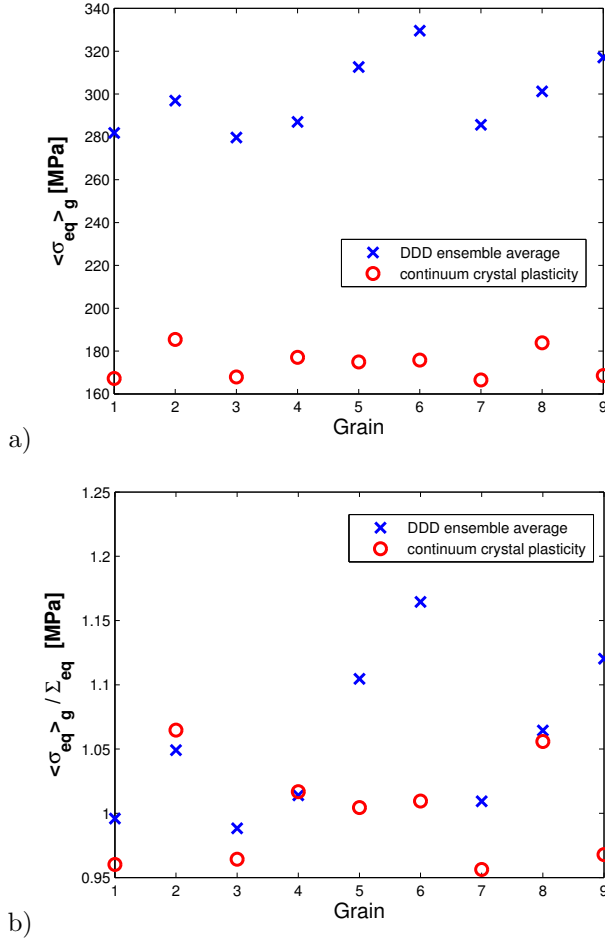 340
320
300
280
260
240
220
200
180
160
<σeq>g [MPa]
DDD ensemble average
continuum crystal plasticity
1 2 3 4 5 6 7 8 9
Grain
a)
1.25
1.2
1.15
1.1
1.05
1
0.95
<σeq>g / Σeq [MPa]
DDD ensemble average
continuum crystal plasticity
1 2 3 4 5 6 7 8 9
Grain
b)